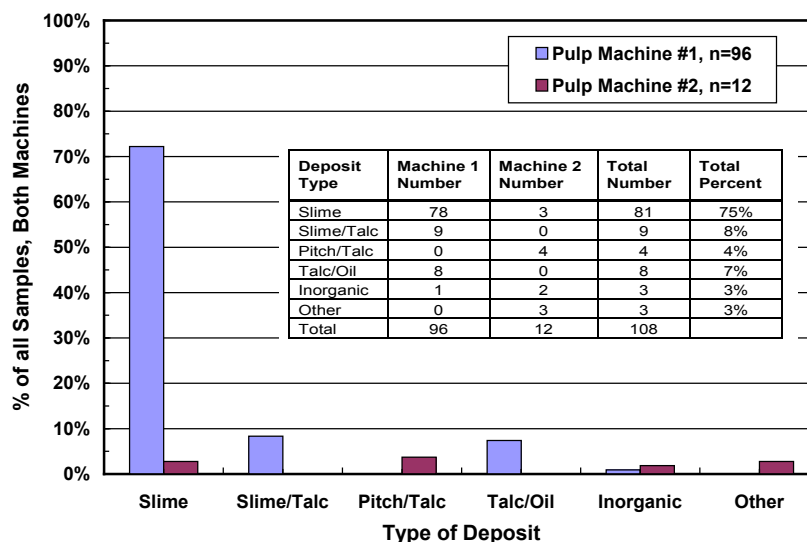 100%
90%
80%
70%
60%
50%
40%
30%
20%
10%
0%
% of all Samples, Both Machines
Pulp Machine #1, n=96
Pulp Machine #2, n=12
Deposit Type Machine 1 Number Machine 2 Number Total Number Total Percent
Slime 78 3 81 75%
Slime/Talc 9 0 9 8%
Pitch/Talc 0 4 4 4%
Talc/Oil 8 0 8 7%
Inorganic 1 2 3 3%
Other 0 3 3 3%
Total 96 12 108
Slime Slime/Talc Pitch/Talc Talc/Oil Inorganic Other
Type of Deposit